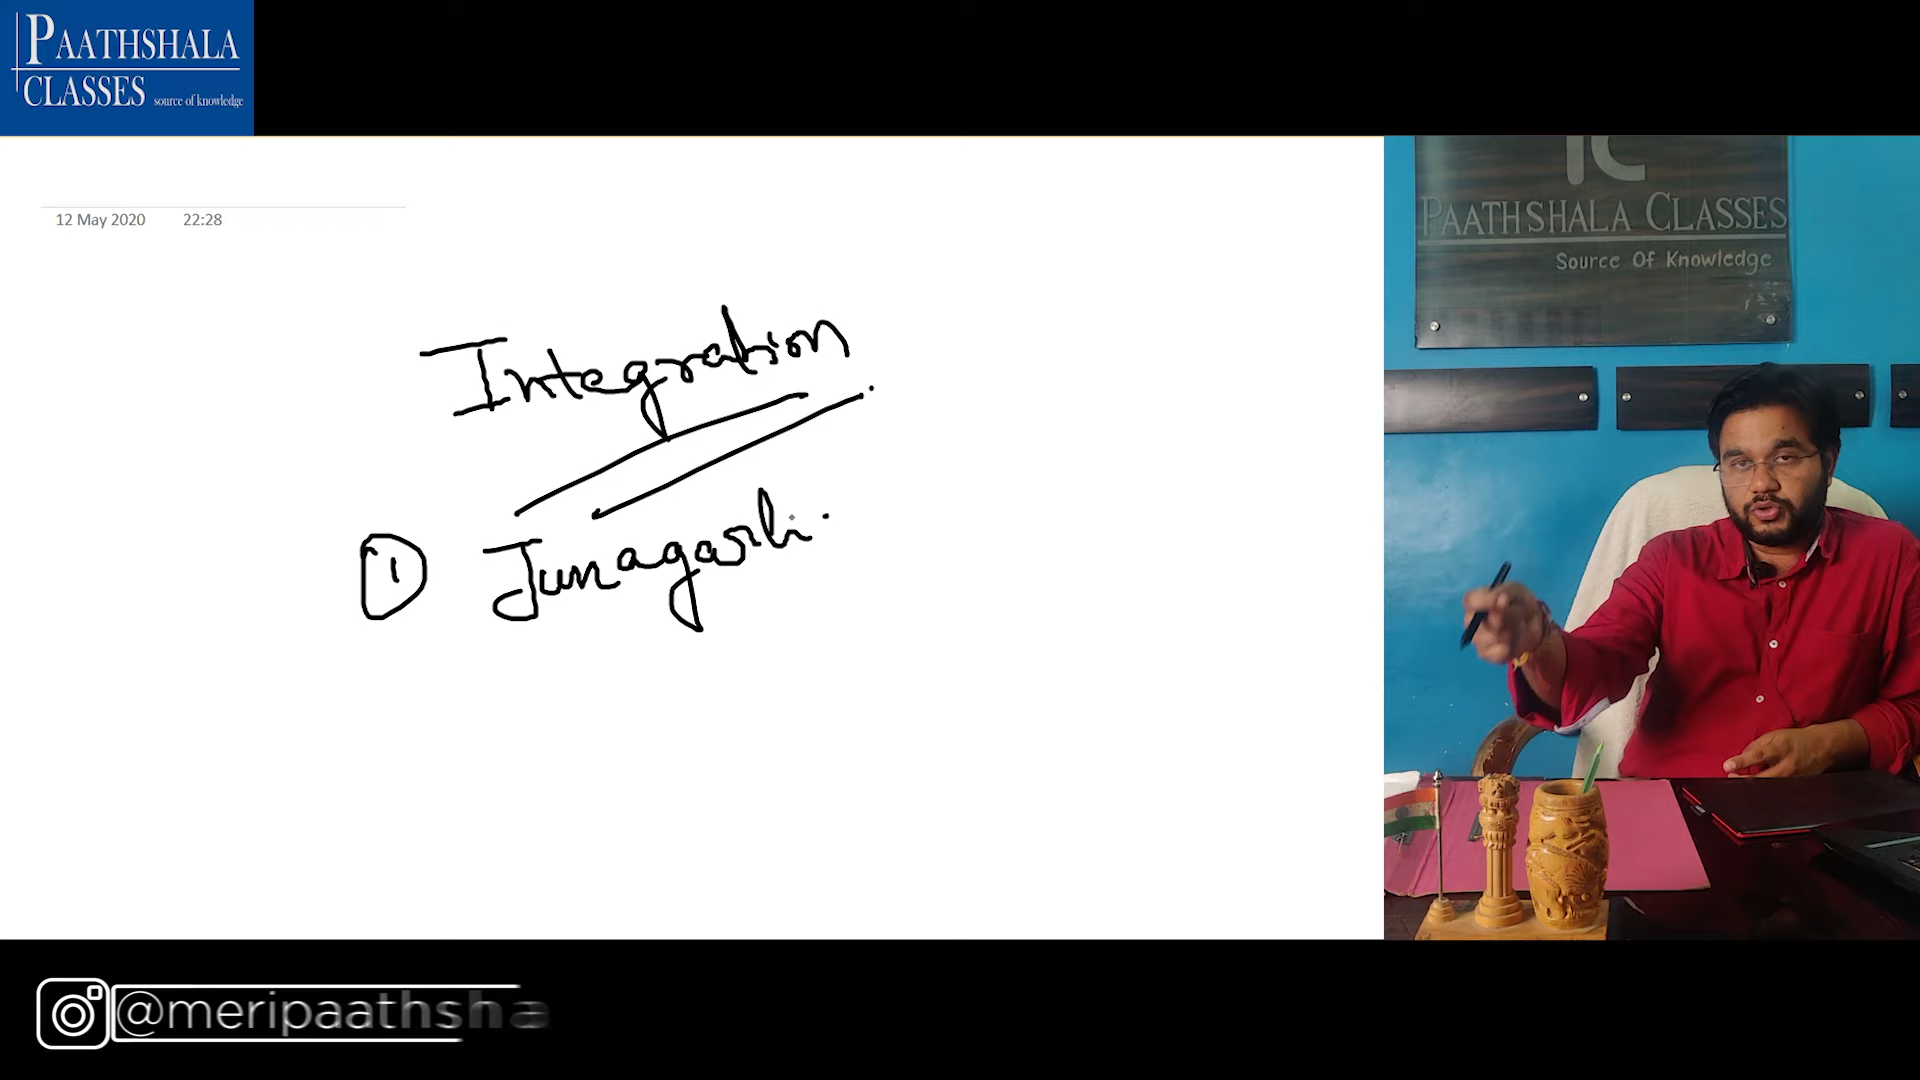 PAATHSHALA
CLASSES source of knowledge
TC
PAATHSHALA CLASSES
Source Of Knowledge
12 May 2020 22:28
Integration
① Junagarh.
@meripaathsha